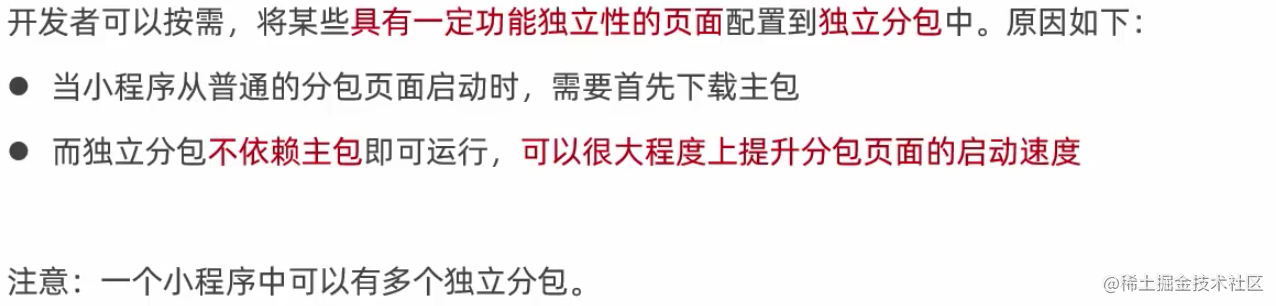 开发者可以按需，将某些具有一定功能独立性的页面配置到独立分包中。原因如下：
● 当小程序从普通的分包页面启动时，需要首先下载主包
● 而独立分包不依赖主包即可运行，可以很大程度上提升分包页面的启动速度
注意：一个小程序中可以有多个独立分包。
@稀土掘金技术社区